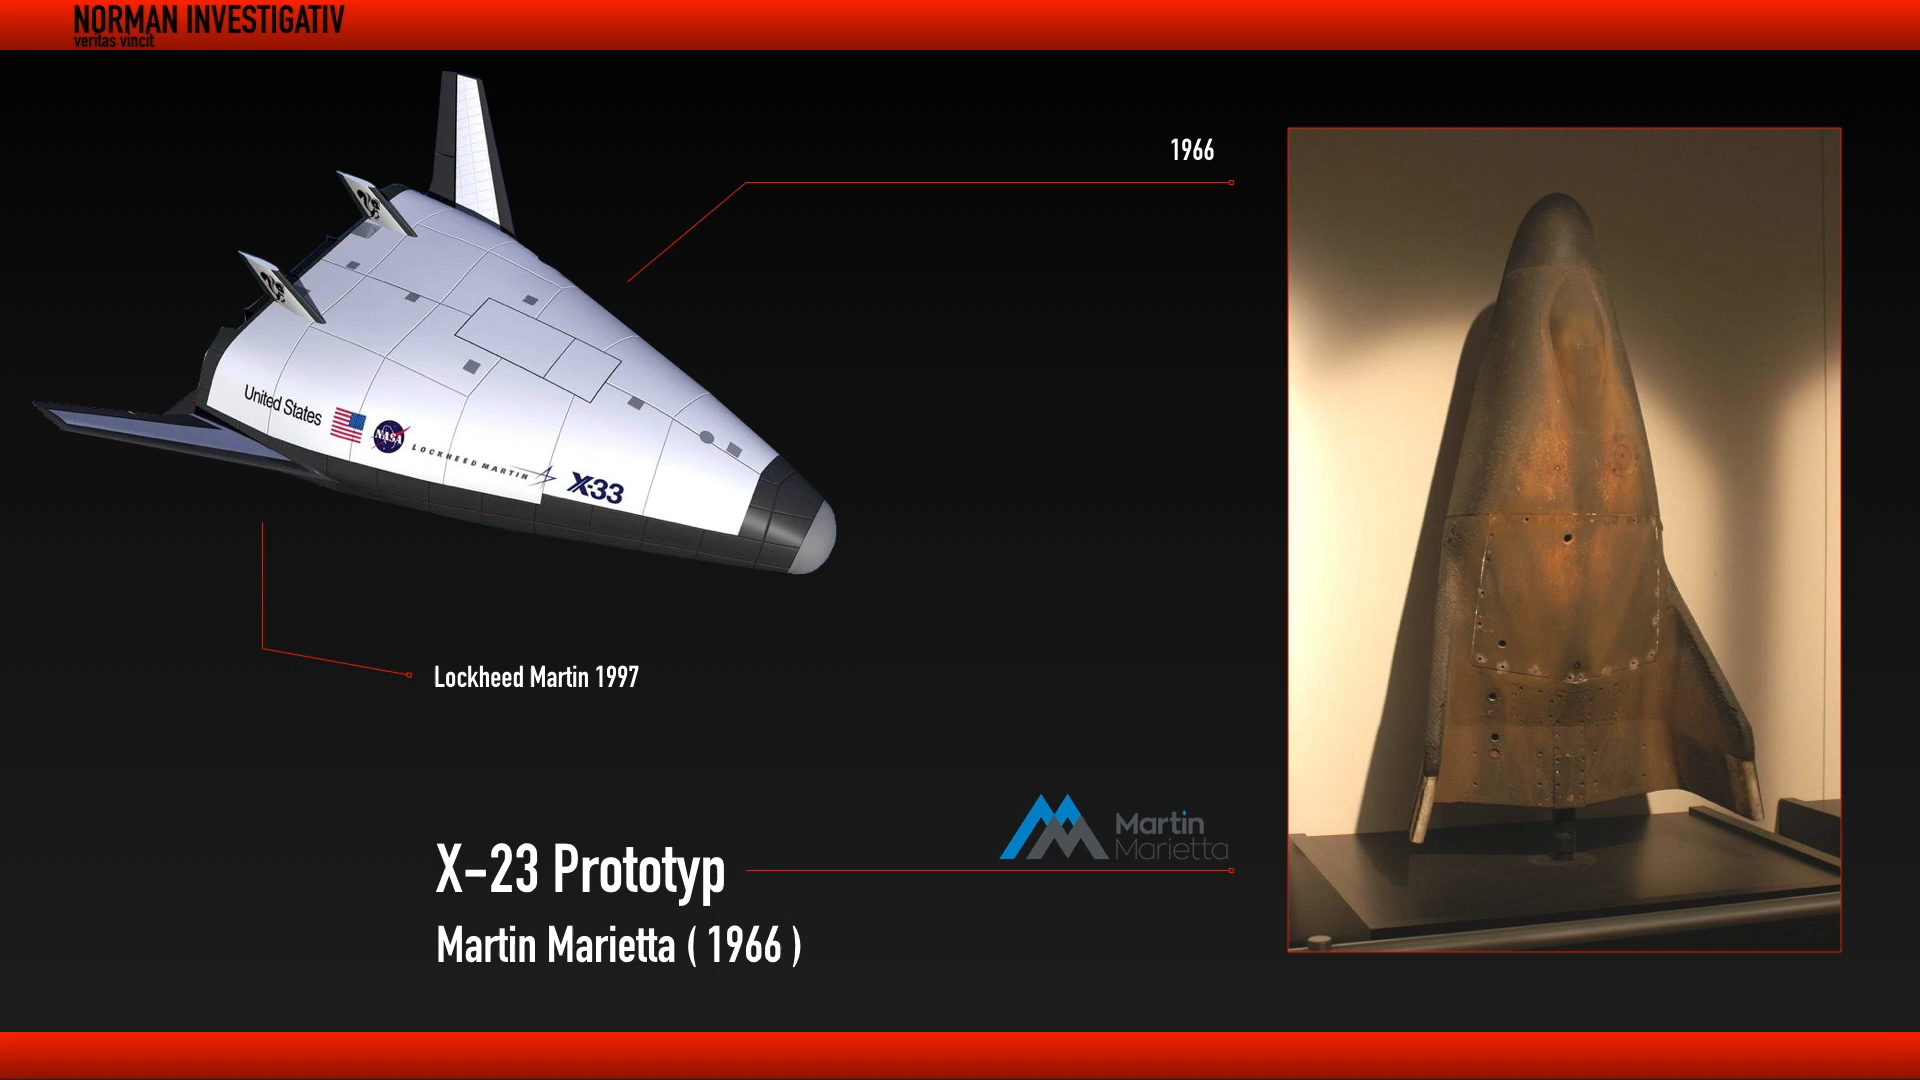 NORMAN INVESTIGATIV
veritas vincit
1966
United States
NASA
LOCKHEED MARTIN
X-33
Lockheed Martin 1997
Martin
Marietta
X-23 Prototyp
Martin Marietta ( 1966 )